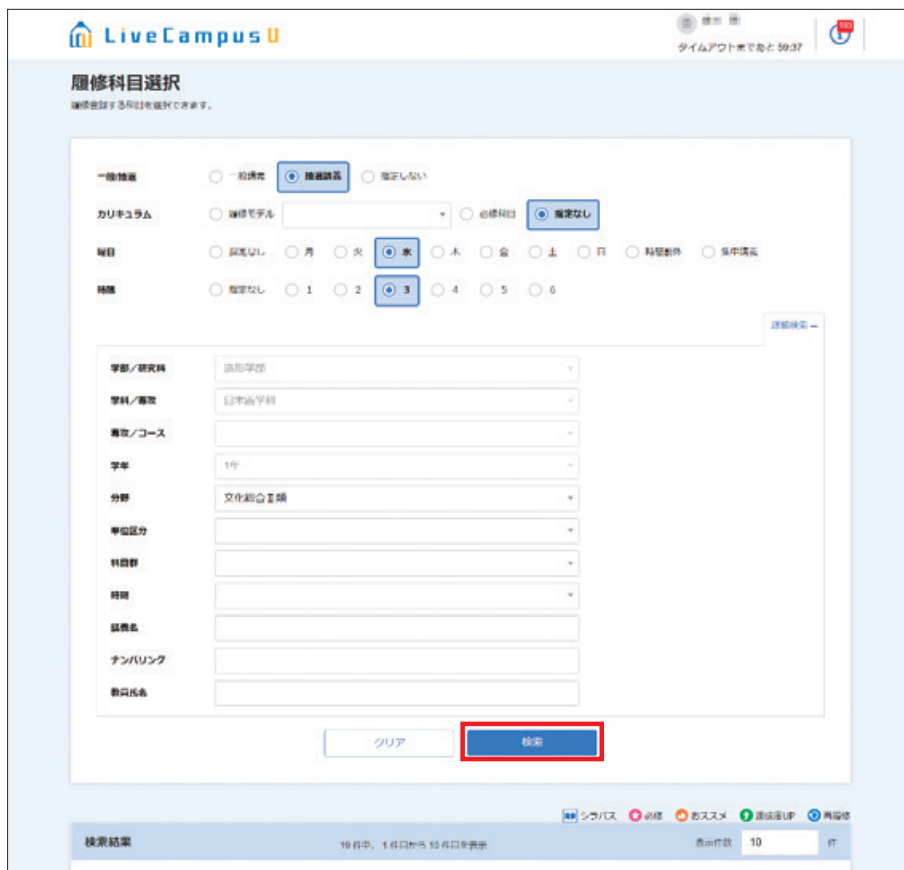 LiveCampusU
タイムアウトまであと 59:37
履修科目選択
履修登録する科目を選択できます。
一般/抽選 一般講義 抽選講義 指定しない
カリキュラム 履修モデル 必修科目 指定なし
曜日 指定なし 月 火 水 木 金 土 日 時間割外 集中講義
時限 指定なし 1 2 3 4 5 6
詳細検索 ー
学部/研究科 造形学部
学科/専攻 日本画学科
専攻/コース
学年 1年
分野 文化総合Ⅱ類
単位区分
科目群
時期
講義名
ナンバリング
教員氏名
クリア 検索
シラバス 必修 おススメ 達成度UP 再履修
検索結果 19 件中、1 件目から 10 件目を表示 表示件数 10 件